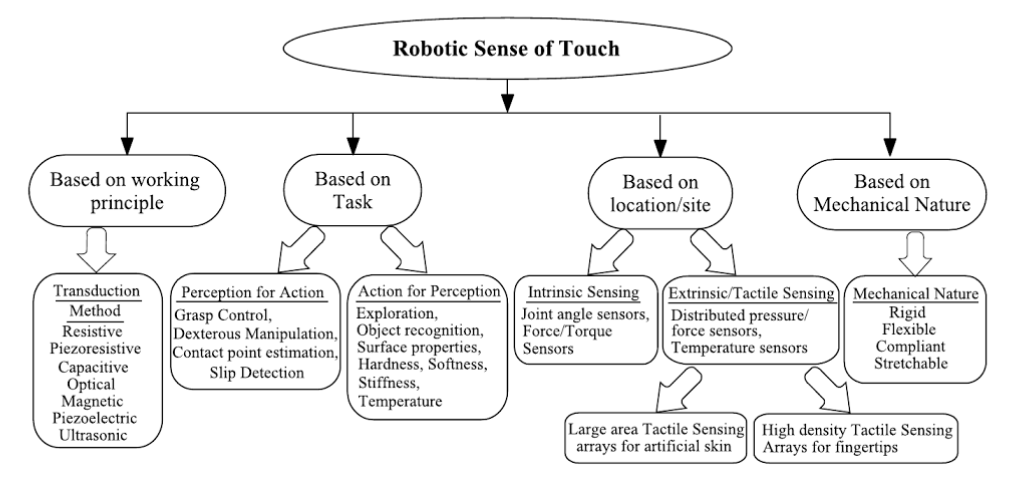 Robotic Sense of Touch
Based on working
principle
Based on
Task
Based on
location/site
Based on
Mechanical Nature
Transduction
Method
Resistive
Piezoresistive
Capacitive
Optical
Magnetic
Piezoelectric
Ultrasonic
Perception for Action
Grasp Control,
Dexterous Manipulation,
Contact point estimation,
Slip Detection
Action for Perception
Exploration,
Object recognition,
Surface properties,
Hardness, Softness,
Stiffness,
Temperature
Intrinsic Sensing
Joint angle sensors,
Force/Torque
Sensors
Extrinsic/Tactile Sensing
Distributed pressure/
force sensors,
Temperature sensors
Mechanical Nature
Rigid
Flexible
Compliant
Stretchable
Large area Tactile Sensing
arrays for artificial skin
High density Tactile Sensing
Arrays for fingertips